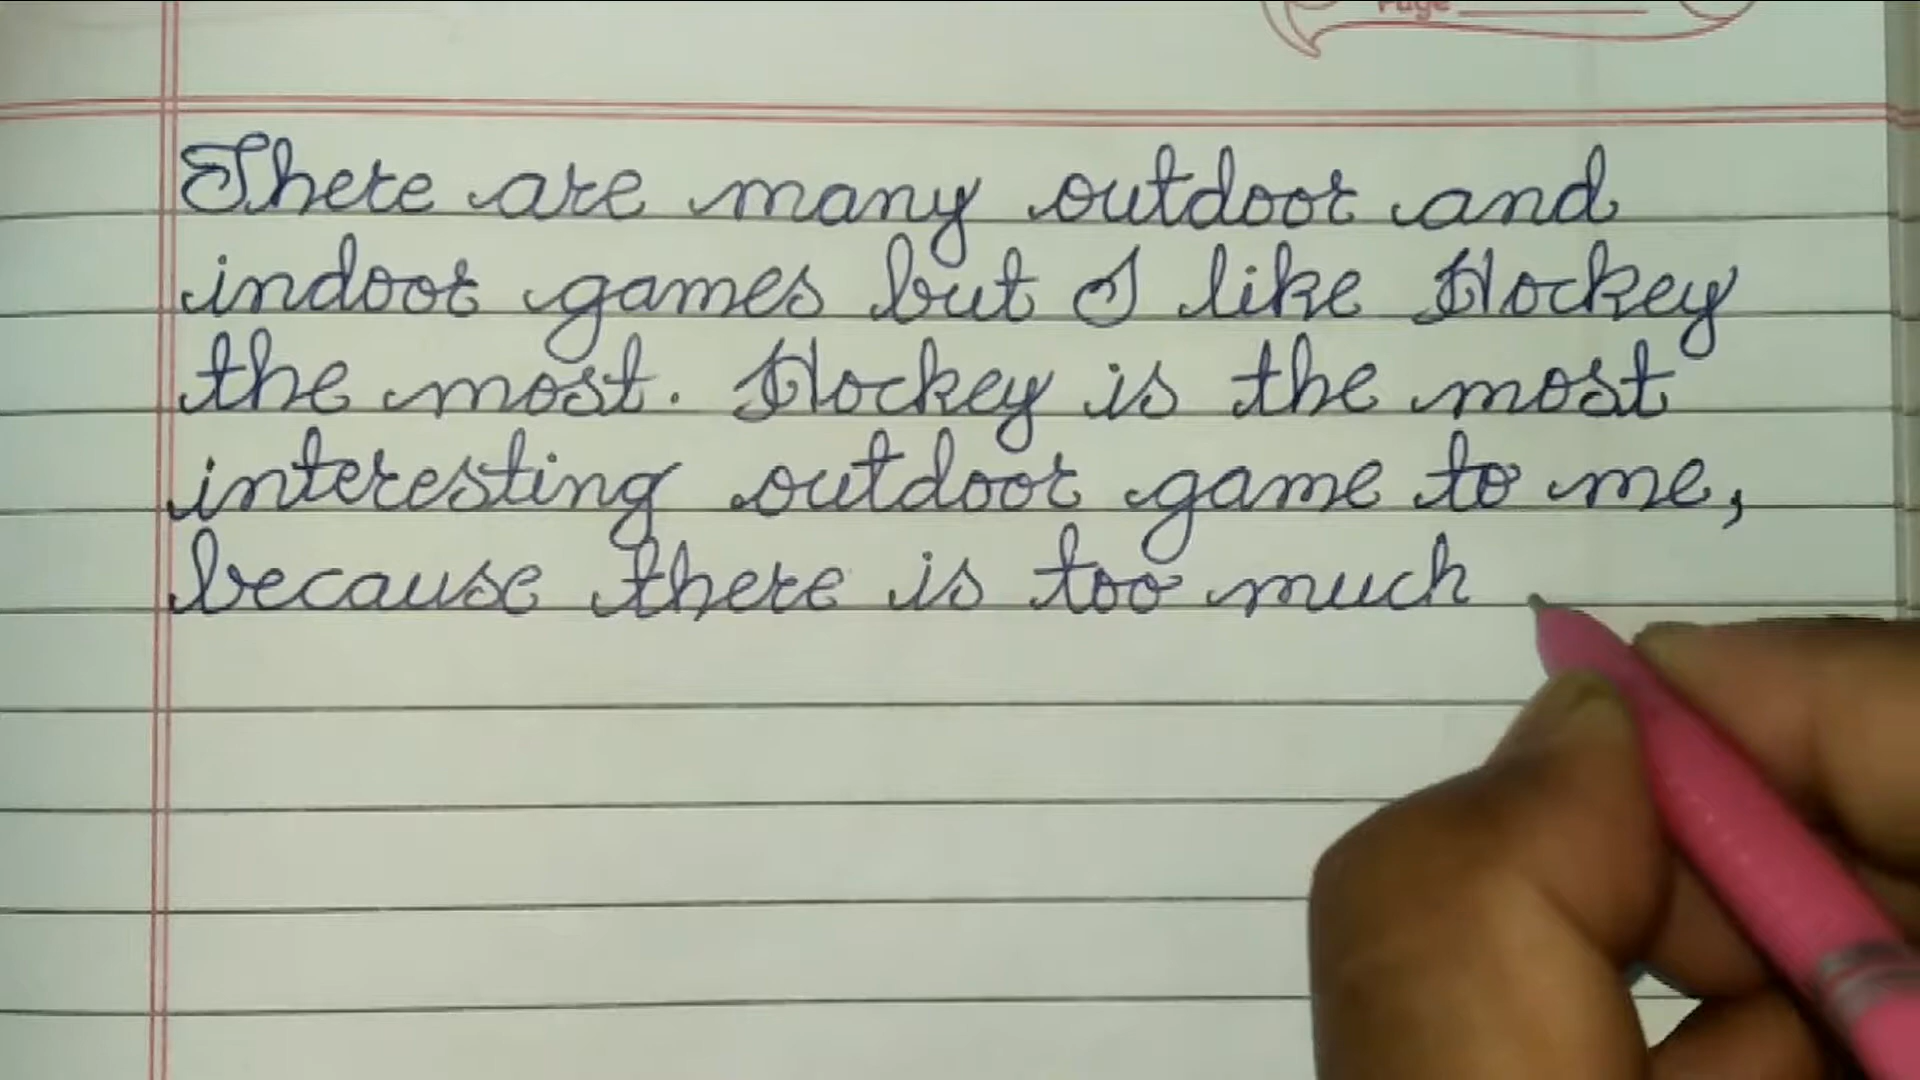 Page
There are many outdoor and
indoor games but I like Hockey
the most. Hockey is the most
interesting outdoor game to me,
because there is too much